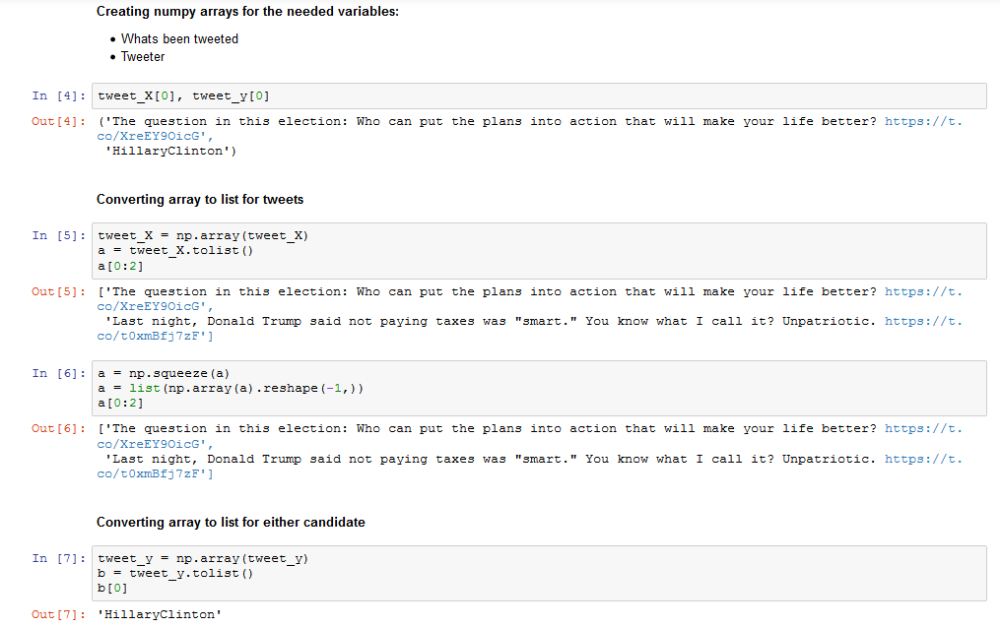 Creating numpy arrays for the needed variables:
• Whats been tweeted
• Tweeter
In [4]: tweet_X[0], tweet_y[0]
Out[4]: ('The question in this election: Who can put the plans into action that will make your life better? https://t.
co/XreEY9OicG',
'HillaryClinton')
Converting array to list for tweets
In [5]: tweet_X = np.array(tweet_X)
a = tweet_X.tolist()
a[0:2]
Out[5]: ['The question in this election: Who can put the plans into action that will make your life better? https://t.
co/XreEY9OicG',
'Last night, Donald Trump said not paying taxes was "smart." You know what I call it? Unpatriotic. https://t.
co/t0xmBfj7zF']
In [6]: a = np.squeeze(a)
a = list(np.array(a).reshape(-1,))
a[0:2]
Out[6]: ['The question in this election: Who can put the plans into action that will make your life better? https://t.
co/XreEY9OicG',
'Last night, Donald Trump said not paying taxes was "smart." You know what I call it? Unpatriotic. https://t.
co/t0xmBfj7zF']
Converting array to list for either candidate
In [7]: tweet_y = np.array(tweet_y)
b = tweet_y.tolist()
b[0]
Out[7]: 'HillaryClinton'